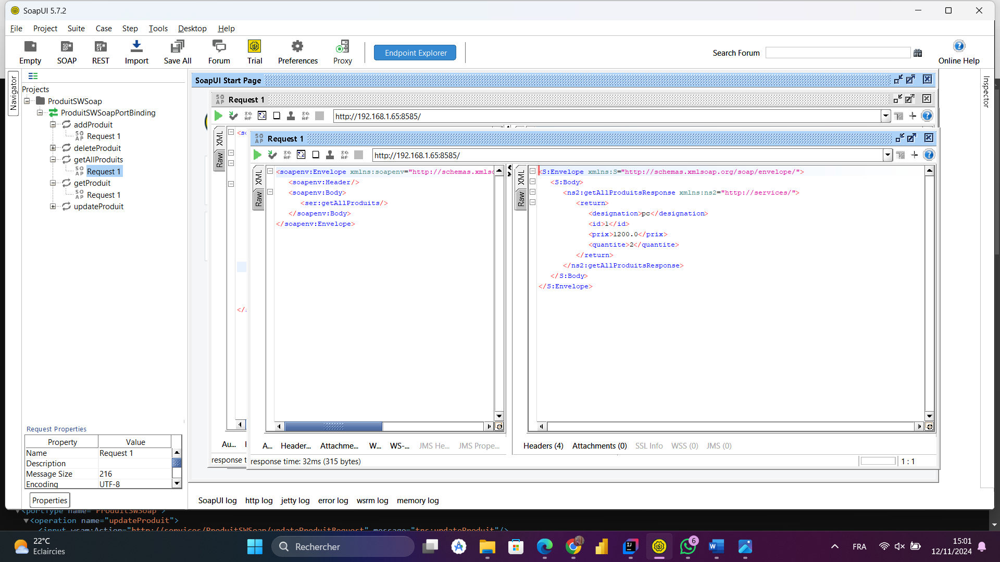 SoapUI 5.7.2
File Project Suite Case Step Tools Desktop Help
Empty SOAP REST Import Save All Forum Trial Preferences Proxy
Endpoint Explorer
Search Forum
Online Help
Navigator
Inspector
Projects
ProduitSWSoap
ProduitSWSoapPortBinding
addProduit
Request 1
deleteProduit
getAllProduits
Request 1
getProduit
Request 1
updateProduit
SoapUI Start Page
Request 1
http://192.168.1.65:8585/
XML
Raw
Request 1
http://192.168.1.65:8585/
XML
Raw
<soapenv:Envelope xmlns:soapenv="http://schemas.xmlso
<soapenv:Header/>
<soapenv:Body>
<ser:getAllProduits/>
</soapenv:Body>
</soapenv:Envelope>
XML
Raw
<S:Envelope xmlns:S="http://schemas.xmlsoap.org/soap/envelope/">
<S:Body>
<ns2:getAllProduitsResponse xmlns:ns2="http://services/">
<return>
<designation>pc</designation>
<id>1</id>
<prix>1200.0</prix>
<quantite>2</quantite>
</return>
</ns2:getAllProduitsResponse>
</S:Body>
</S:Envelope>
Au...
A... Header... Attachme... W... WS-... JMS He... JMS Prope...
Headers (4) Attachments (0) SSL Info WSS (0) JMS (0)
response t
response time: 32ms (315 bytes)
1 : 1
Request Properties
Property Value
Name Request 1
Description
Message Size 216
Encoding UTF-8
Properties
SoapUI log http log jetty log error log wsrm log memory log
<portType name="ProduitSWSoap">
<operation name="updateProduit">
<input wsam:Action="http://services/ProduitSWSoap/updateProduitRequest" message="tns:updateProduit"/>
22°C
Eclaircies
Rechercher
6
FRA
15:01
12/11/2024